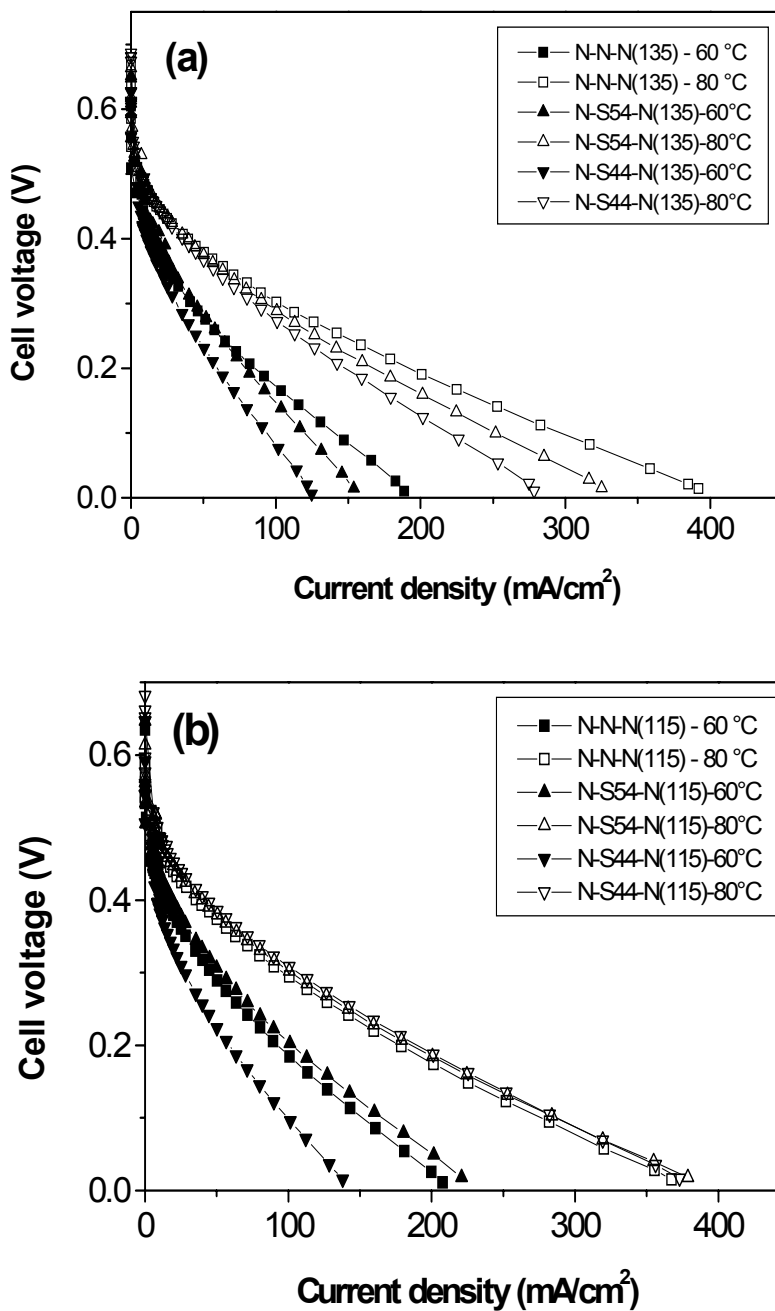 (a)
N-N-N(135) - 60 °C
N-N-N(135) - 80 °C
N-S54-N(135)-60°C
N-S54-N(135)-80°C
N-S44-N(135)-60°C
N-S44-N(135)-80°C
0.6
0.4
0.2
0.0
Cell voltage (V)
0 100 200 300 400
Current density (mA/cm²)
(b)
N-N-N(115) - 60 °C
N-N-N(115) - 80 °C
N-S54-N(115)-60°C
N-S54-N(115)-80°C
N-S44-N(115)-60°C
N-S44-N(115)-80°C
0.6
0.4
0.2
0.0
Cell voltage (V)
0 100 200 300 400
Current density (mA/cm²)